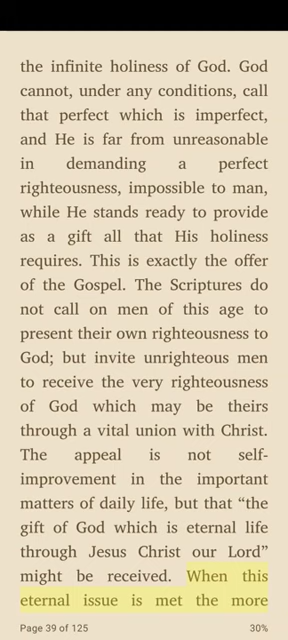 the infinite holiness of God. God
cannot, under any conditions, call
that perfect which is imperfect,
and He is far from unreasonable
in demanding a perfect
righteousness, impossible to man,
while He stands ready to provide
as a gift all that His holiness
requires. This is exactly the offer
of the Gospel. The Scriptures do
not call on men of this age to
present their own righteousness to
God; but invite unrighteous men
to receive the very righteousness
of God which may be theirs
through a vital union with Christ.
The appeal is not self-
improvement in the important
matters of daily life, but that “the
gift of God which is eternal life
through Jesus Christ our Lord”
might be received. When this
eternal issue is met the more
Page 39 of 125 30%